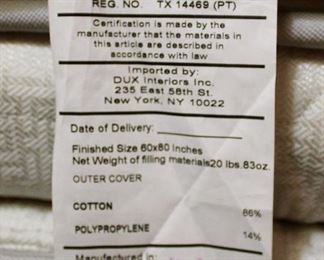 REG. NO. TX 14469 (PT)
Certification is made by the
manufacturer that the materials in
this article are described in
accordance with law
Imported by:
DUX Interiors Inc.
235 East 58th St.
New York, NY 10022
Date of Delivery:
Finished Size 60x80 Inches
Net Weight of filling materials20 lbs.83oz.
OUTER COVER
COTTON 86%
POLYPROPYLENE 14%
Manufactured in: